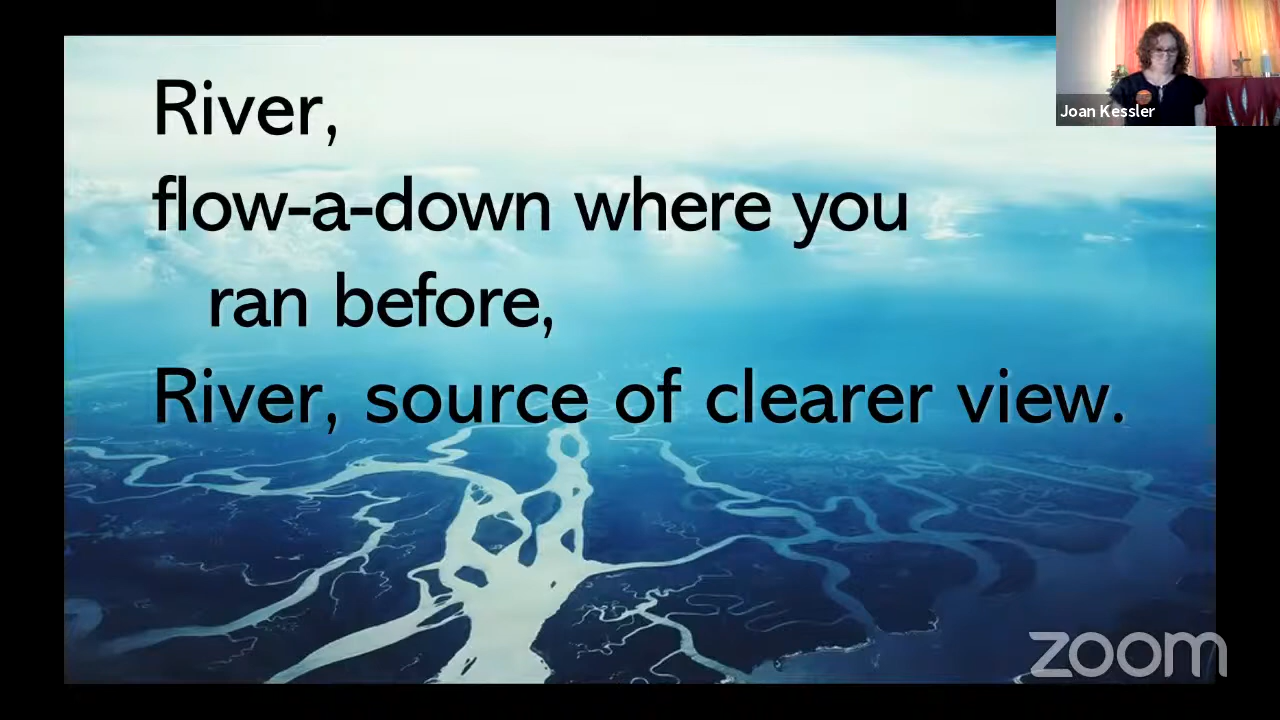 River,
flow-a-down where you
ran before,
River, source of clearer view.
Joan Kessler
zoom